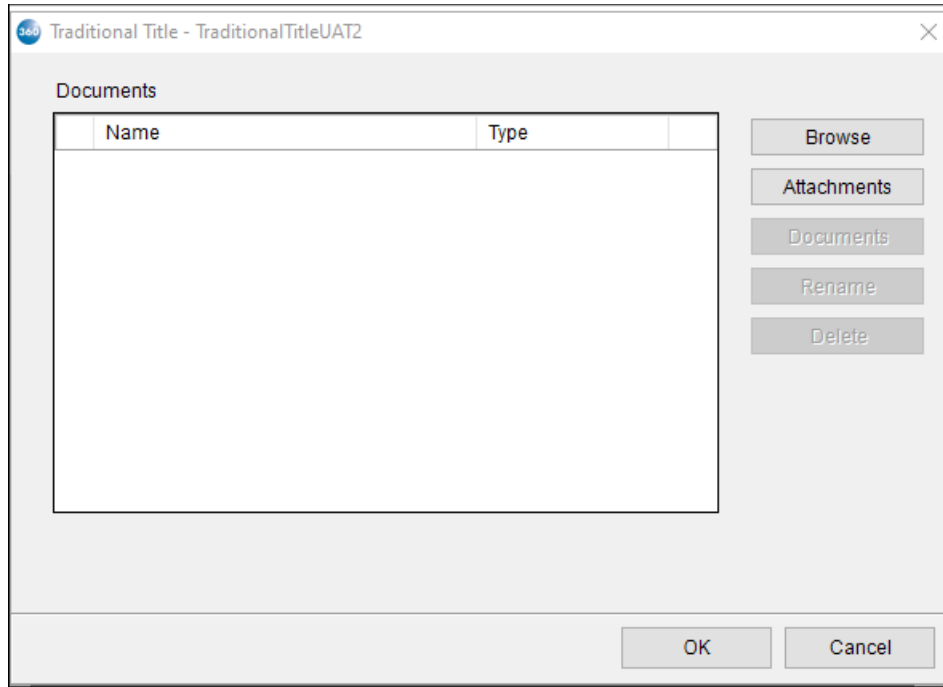 360 Traditional Title - TraditionalTitleUAT2
Documents
Name Type
Browse
Attachments
Documents
Rename
Delete
OK Cancel